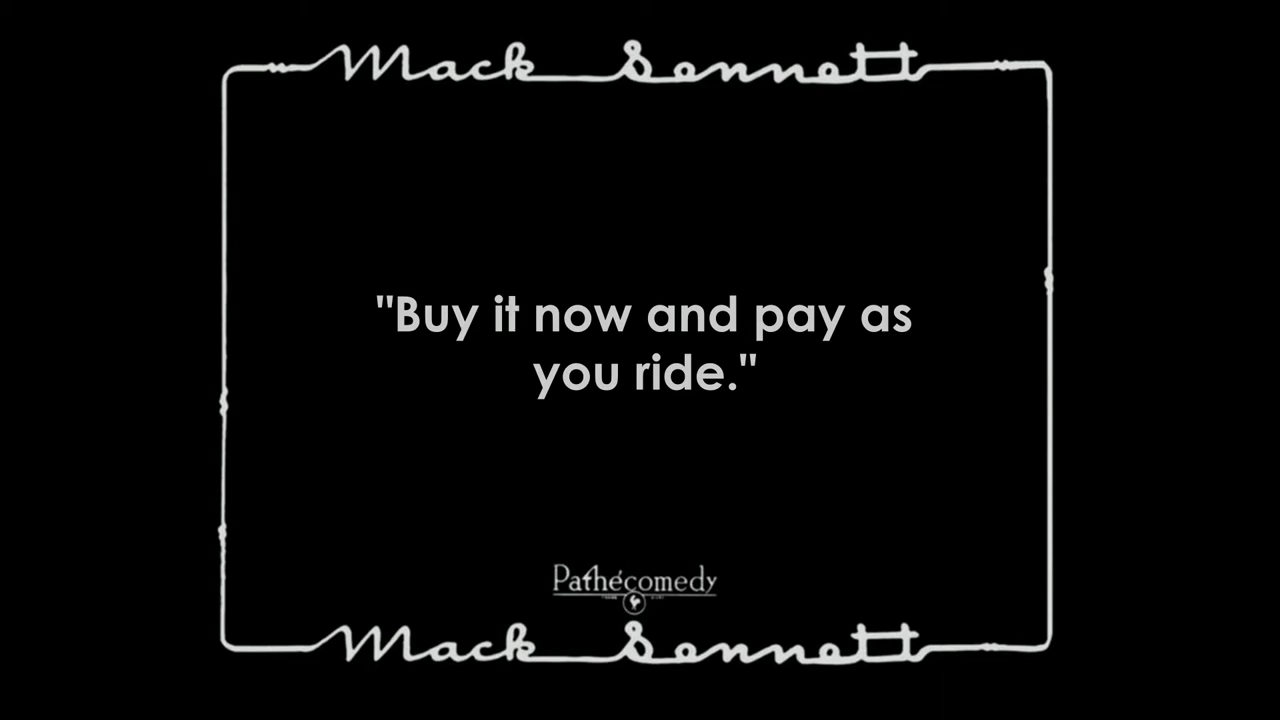 Mack Sennett
"Buy it now and pay as
you ride."
Pathécomedy
Mack Sennett